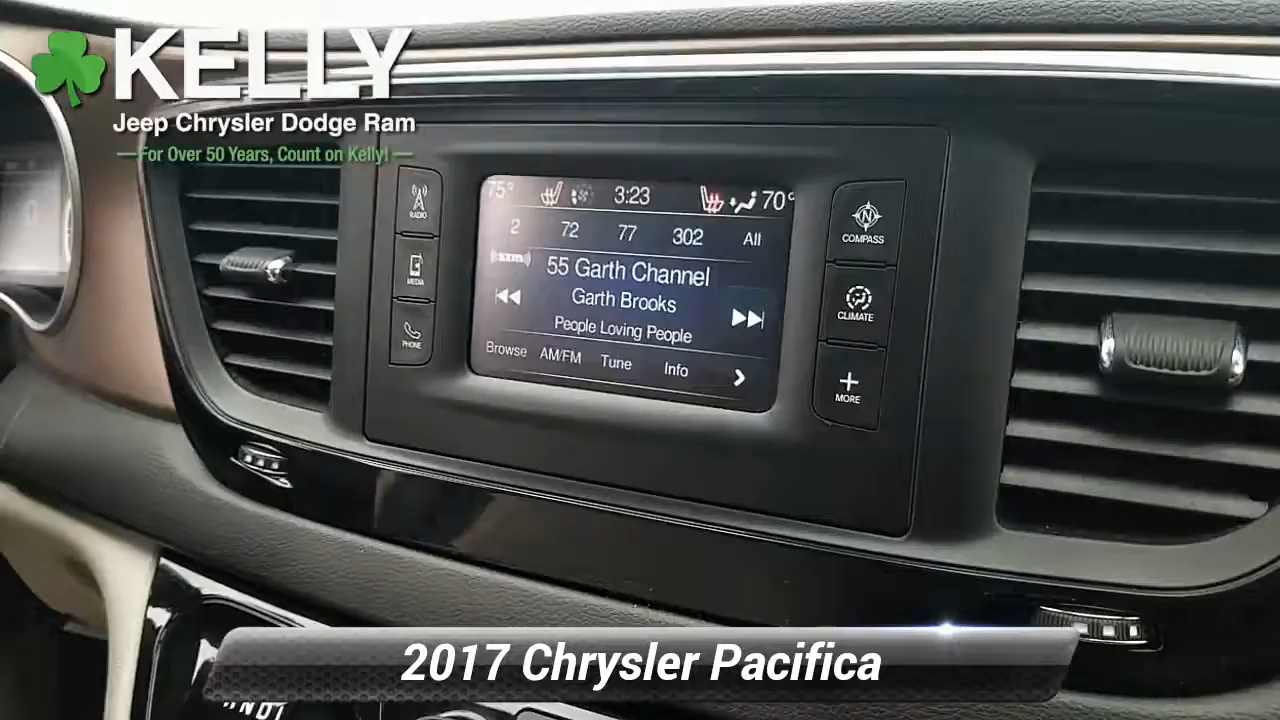 KELLY
Jeep Chrysler Dodge Ram
For Over 50 Years, Count on Kelly!
75° 3:23 70°
2 72 77 302 All
((sxm))
55 Garth Channel
Garth Brooks
People Loving People
Browse AM/FM Tune Info
RADIO
MEDIA
PHONE
N
COMPASS
CLIMATE
MORE
2017 Chrysler Pacifica